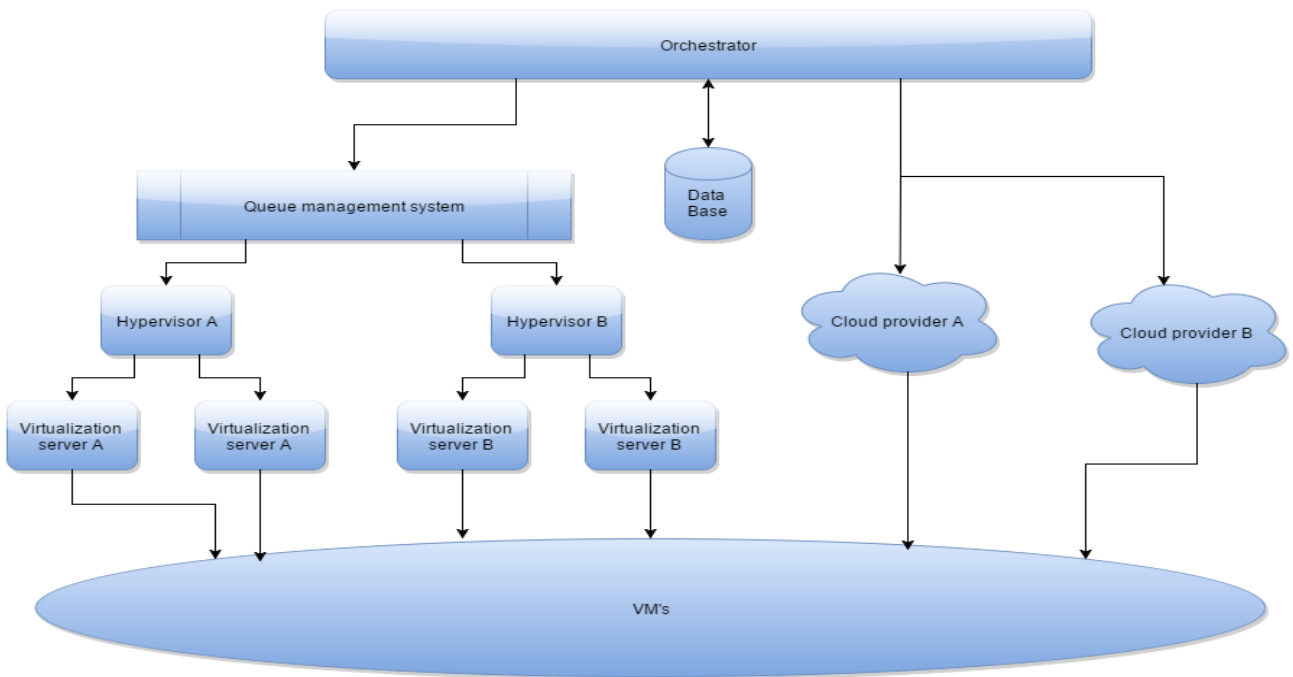 Orchestrator
Data
Base
Queue management system
Hypervisor A
Hypervisor B
Cloud provider A
Cloud provider B
Virtualization
server A
Virtualization
server A
Virtualization
server B
Virtualization
server B
VM's